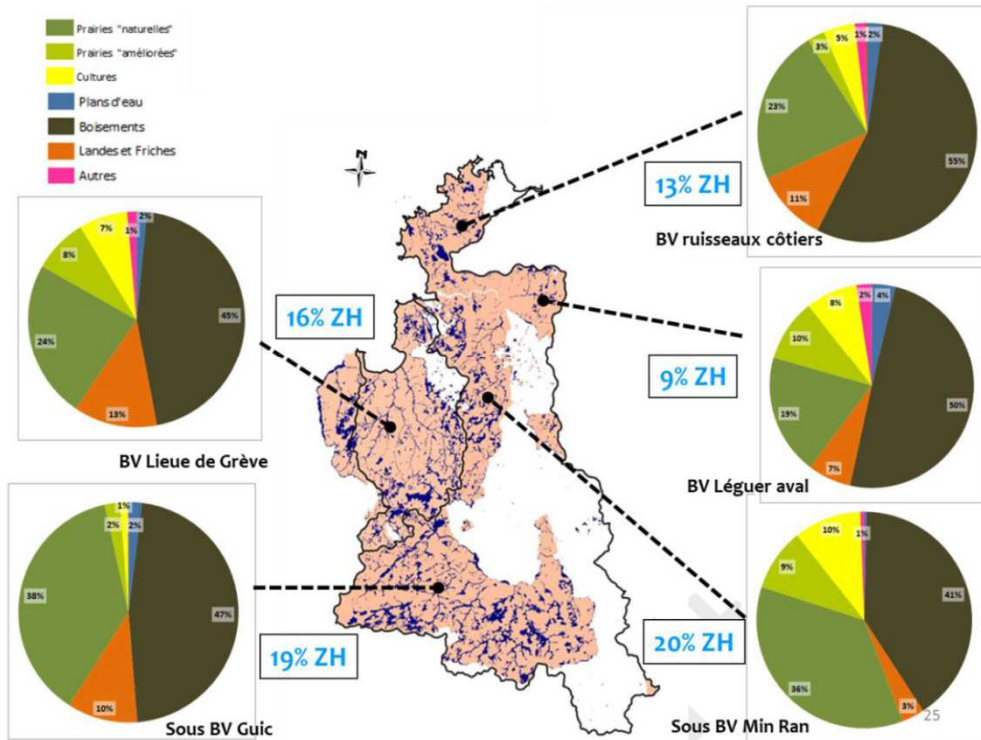 Prairies "naturelles"
Prairies "améliorées"
Cultures
Plans d'eau
Boisements
Landes et Friches
Autres
N
5%
1%
2%
3%
23%
55%
11%
13% ZH
BV ruisseaux côtiers
7%
1%
2%
8%
45%
24%
13%
16% ZH
BV Lieue de Grève
8%
2%
4%
10%
19%
50%
7%
9% ZH
BV Léguer aval
1%
2%
2%
38%
47%
10%
19% ZH
Sous BV Guic
10%
1%
9%
41%
36%
3%
20% ZH
Sous BV Min Ran
25